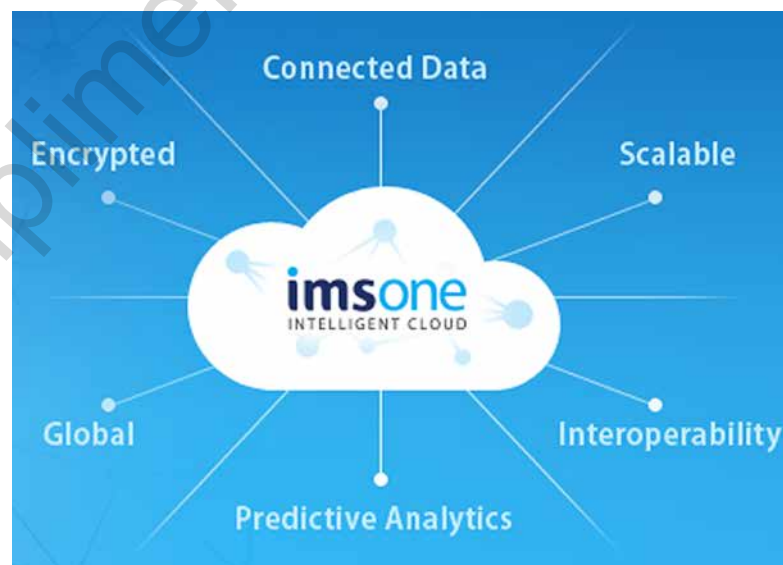 Connected Data
Encrypted
Scalable
imsone
INTELLIGENT CLOUD
Global
Interoperability
Predictive Analytics